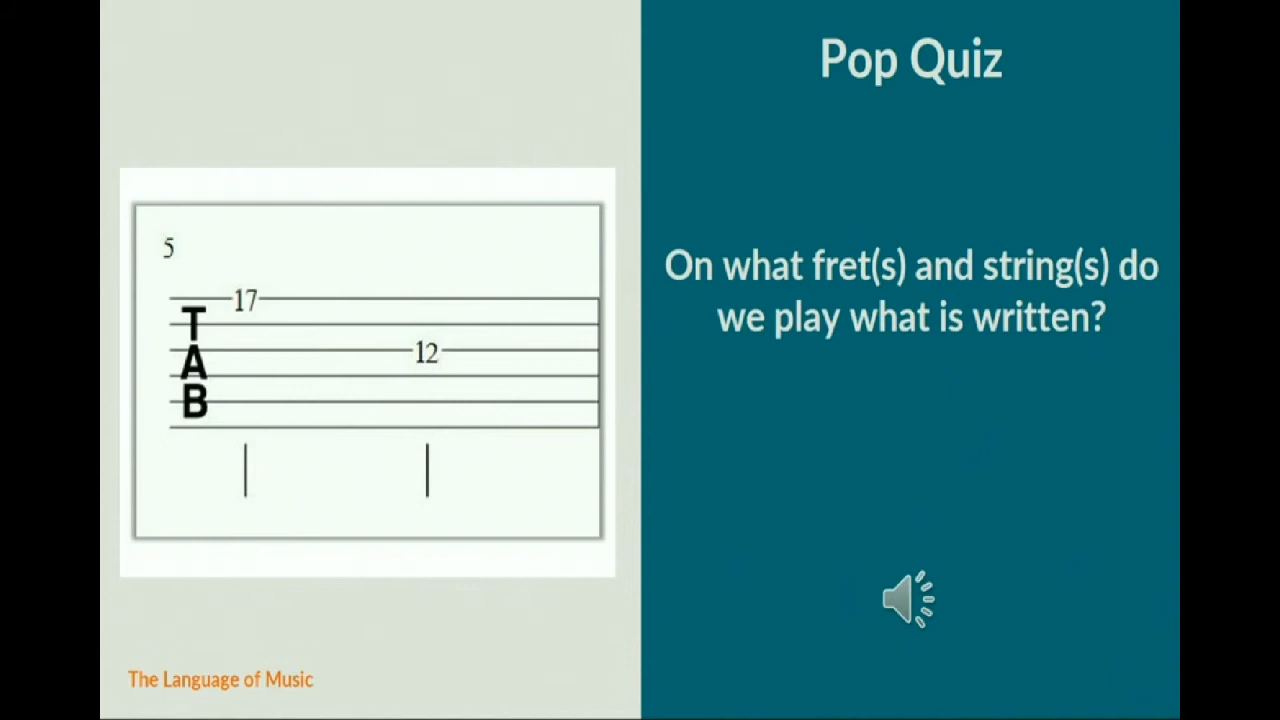 5
17
12
T
A
B
The Language of Music
Pop Quiz
On what fret(s) and string(s) do
we play what is written?